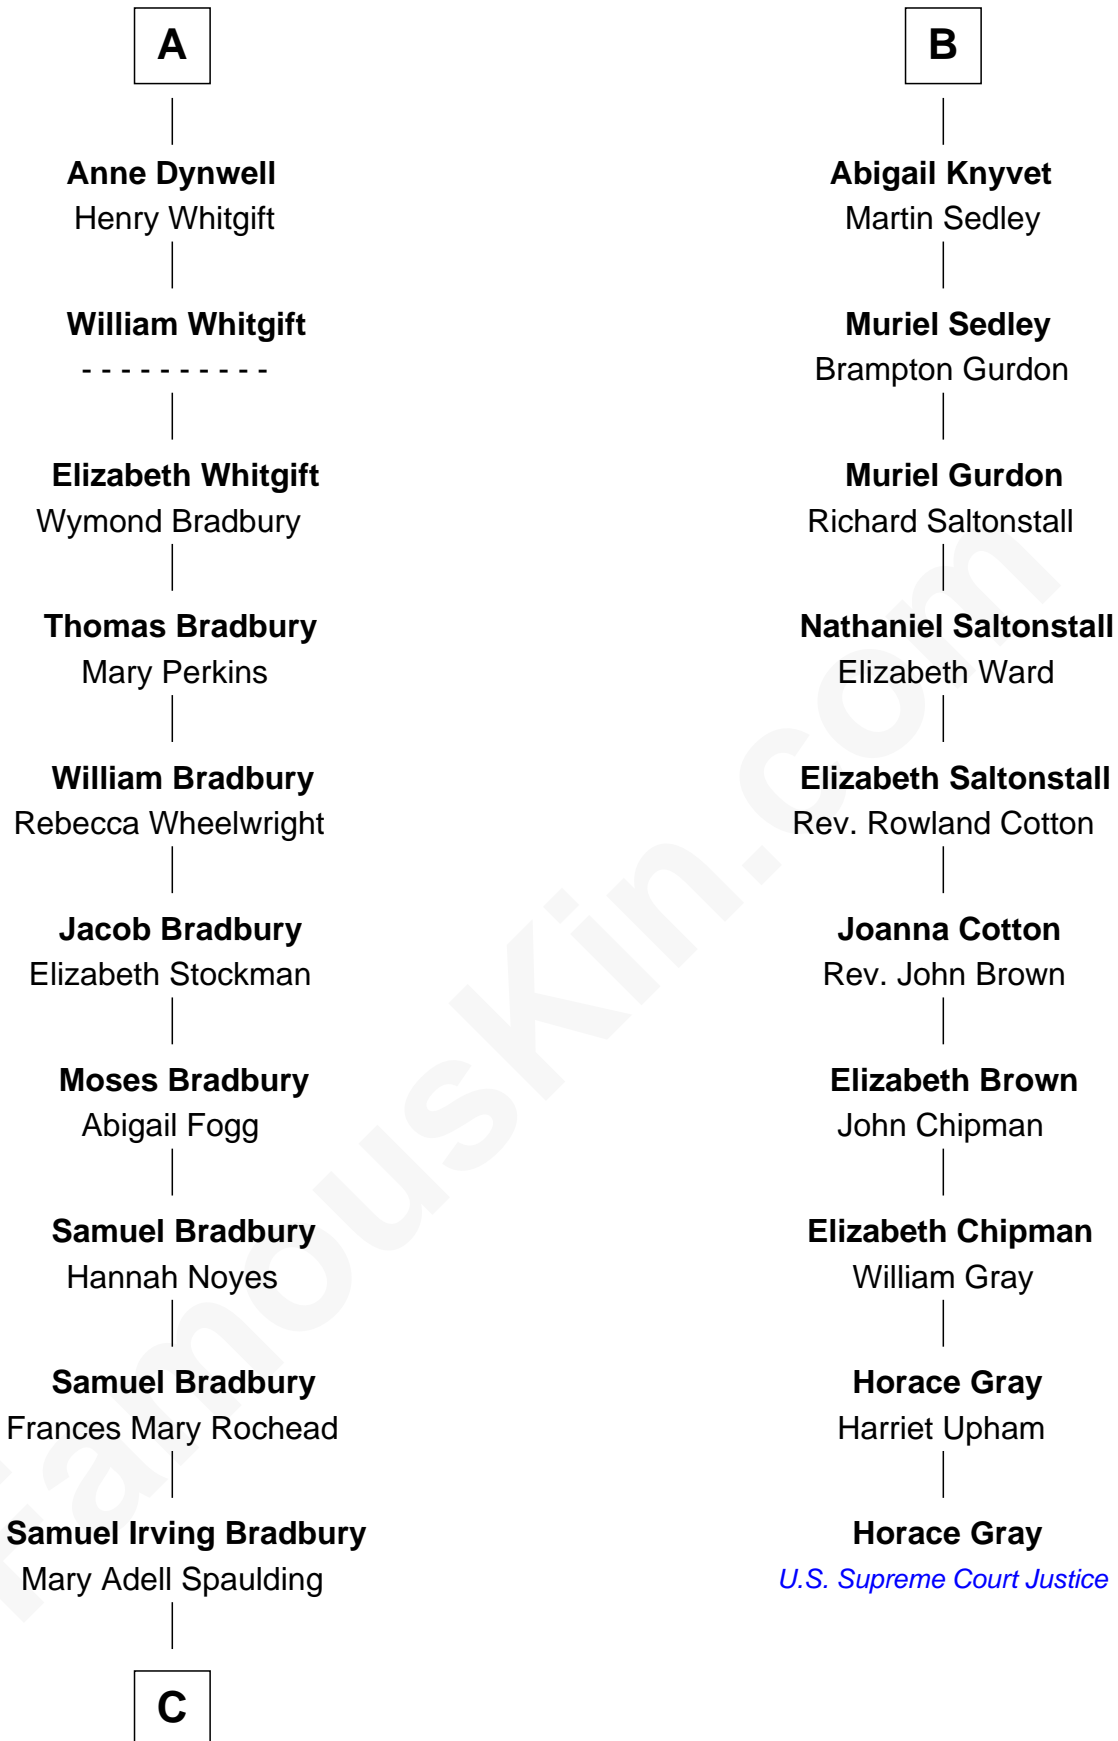 A
Anne Dynwell
Henry Whitgift
William Whitgift
- - - - - - - - - -
Elizabeth Whitgift
Wymond Bradbury
Thomas Bradbury
Mary Perkins
William Bradbury
Rebecca Wheelwright
Jacob Bradbury
Elizabeth Stockman
Moses Bradbury
Abigail Fogg
Samuel Bradbury
Hannah Noyes
Samuel Bradbury
Frances Mary Rochead
Samuel Irving Bradbury
Mary Adell Spaulding
C
B
Abigail Knyvet
Martin Sedley
Muriel Sedley
Brampton Gurdon
Muriel Gurdon
Richard Saltonstall
Nathaniel Saltonstall
Elizabeth Ward
Elizabeth Saltonstall
Rev. Rowland Cotton
Joanna Cotton
Rev. John Brown
Elizabeth Brown
John Chipman
Elizabeth Chipman
William Gray
Horace Gray
Harriet Upham
Horace Gray
U.S. Supreme Court Justice
FamousKin.com